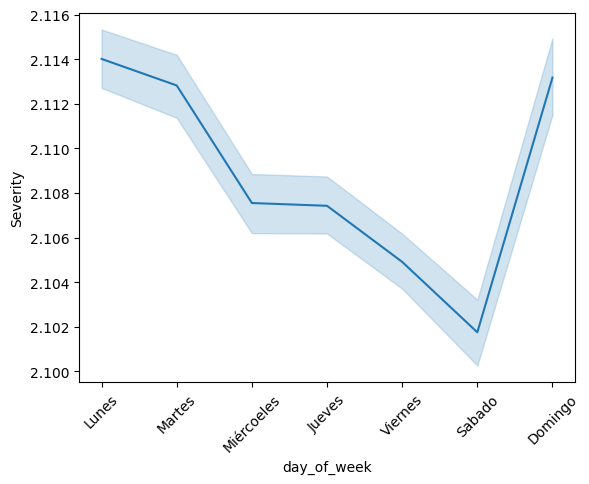 2.116
2.114
2.112
2.110
2.108
2.106
2.104
2.102
2.100
Severity
Lunes
Martes
Miércoeles
Jueves
Viernes
Sabado
Domingo
day_of_week